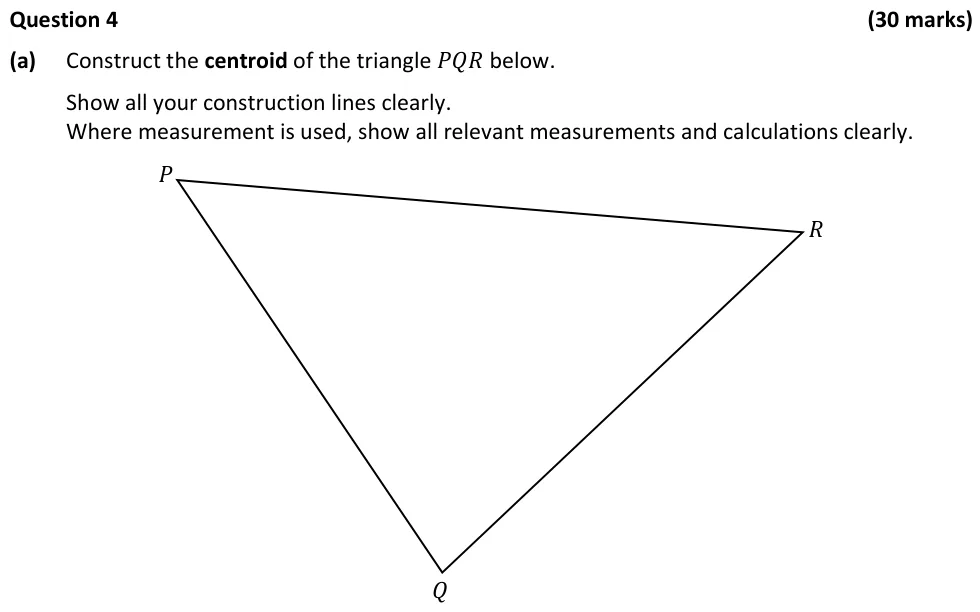 Question 4 (30 marks)
(a) Construct the centroid of the triangle PQR below.
Show all your construction lines clearly.
Where measurement is used, show all relevant measurements and calculations clearly.
P
R
Q